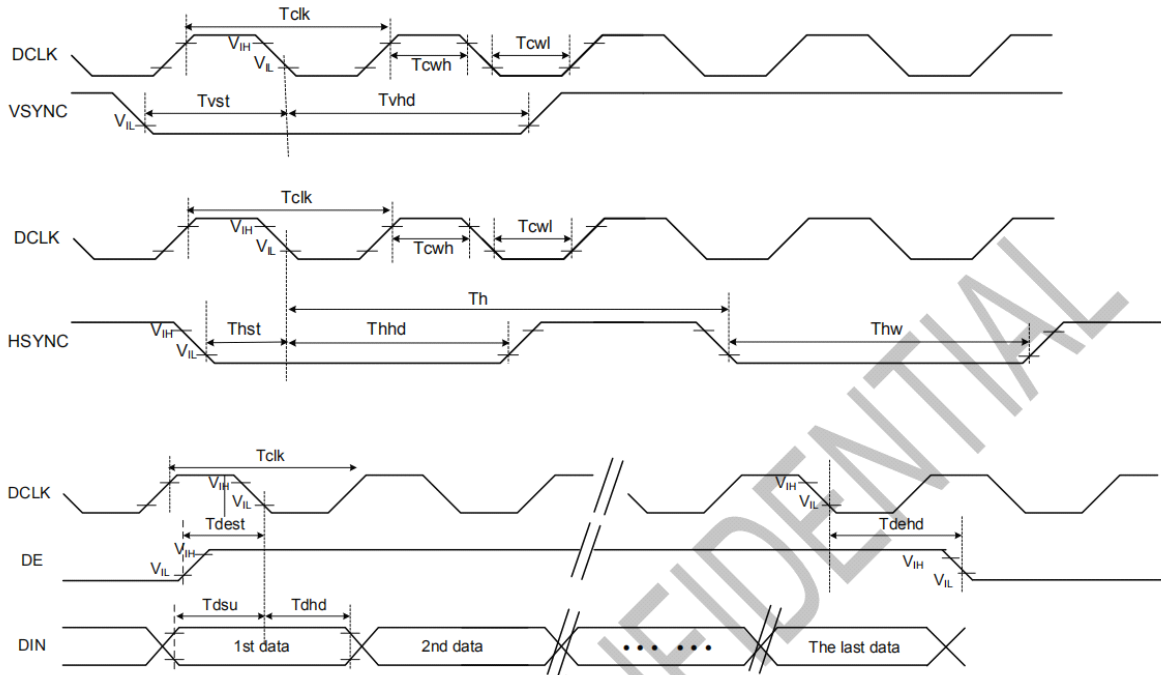 Tclk
DCLK VIH VIL Tcwh Tcwl
VSYNC VIL Tvst Tvhd
Tclk
DCLK VIH VIL Tcwh Tcwl
Th
HSYNC VIH VIL Thst Thhd Thw
Tclk
DCLK VIH VIL VIH VIL
Tdest Tdehd
DE VIH VIL VIH VIL
Tdsu Tdhd
DIN 1st data 2nd data • • • • • • The last data
FIDENTIAL